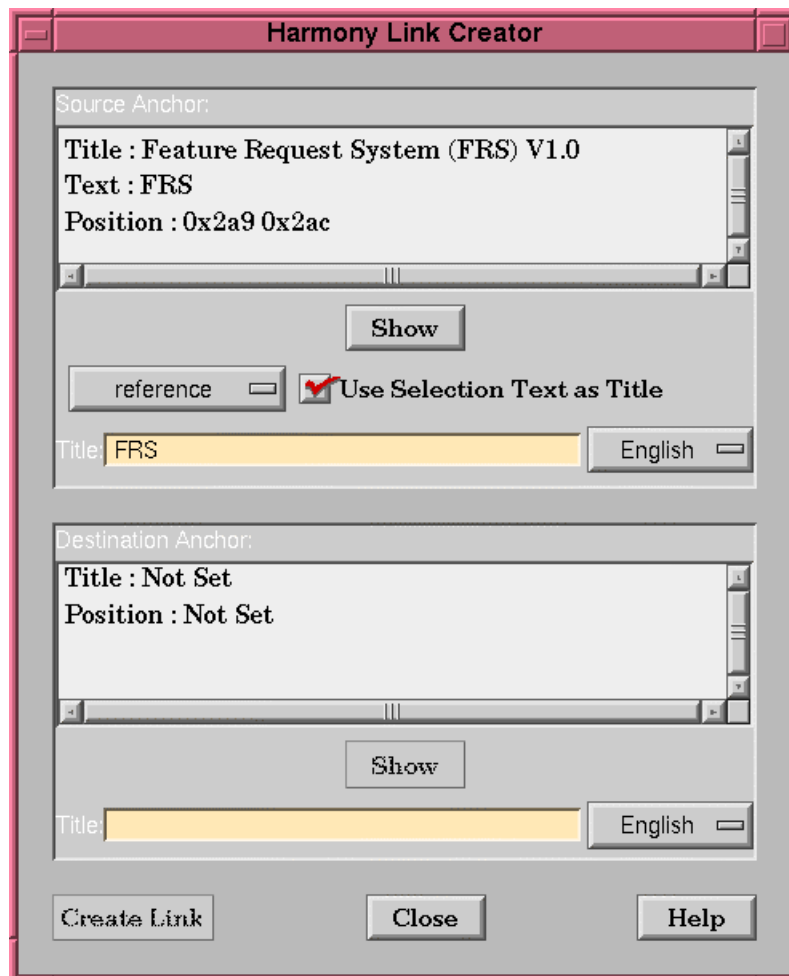 Harmony Link Creator
Source Anchor:
Title : Feature Request System (FRS) V1.0
Text : FRS
Position : 0x2a9 0x2ac
Show
reference Use Selection Text as Title
Title: FRS English
Destination Anchor:
Title : Not Set
Position : Not Set
Show
Title: English
Create Link Close Help